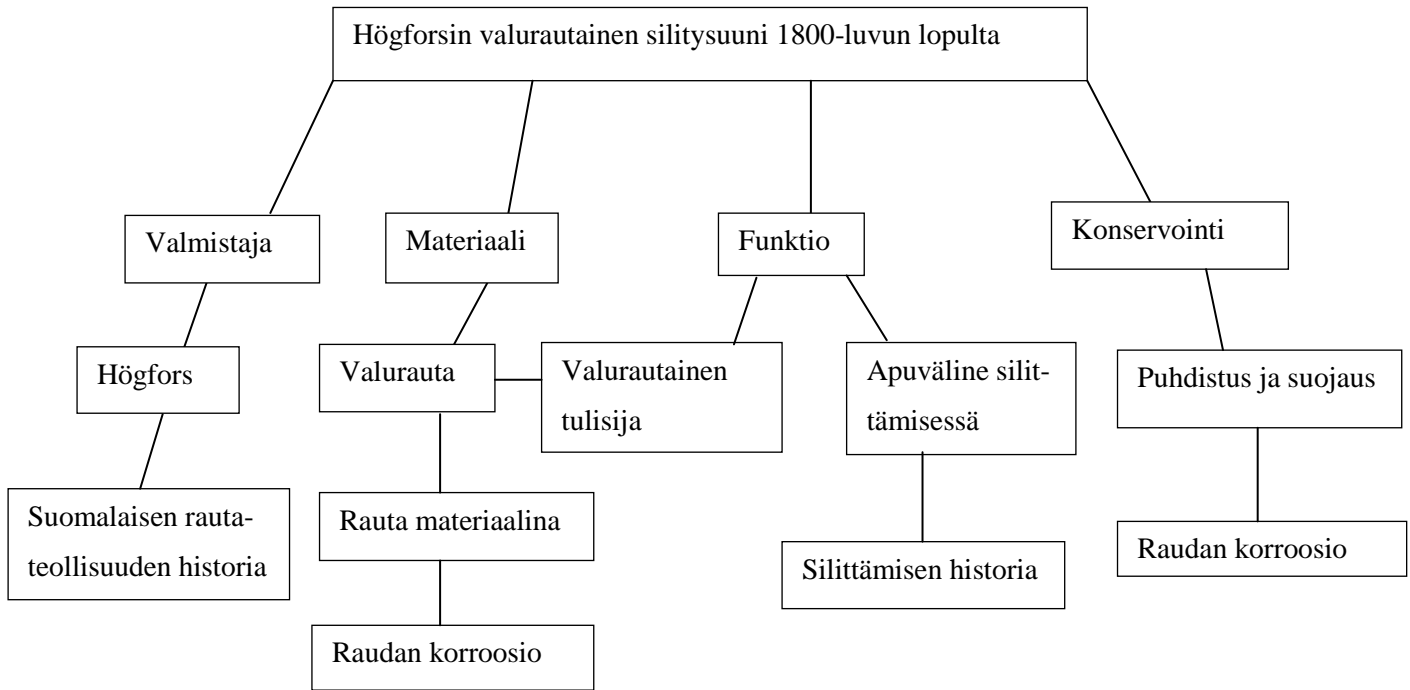 Högforsin valurautainen silitysuuni 1800-luvun lopulta
Valmistaja
Materiaali
Funktio
Konservointi
Högfors
Valurauta
Valurautainen
tulisija
Apuväline silit-
tämisessä
Puhdistus ja suojaus
Suomalaisen rauta-
teollisuuden historia
Rauta materiaalina
Silittämisen historia
Raudan korroosio
Raudan korroosio